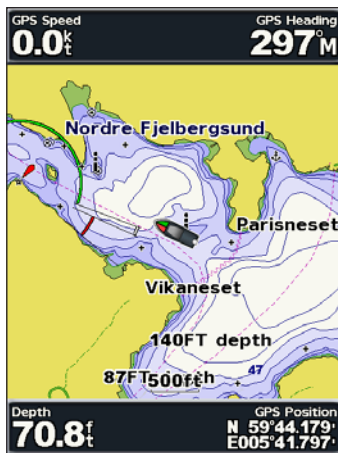 GPS Speed
0.0kt
GPS Heading
297°M
Nordre Fjelbergsund
Parisneset
Vikaneset
140FT depth
87FT
500ft
47
Depth
70.8ft
GPS Position
N 59°44.179'
E005°41.797'